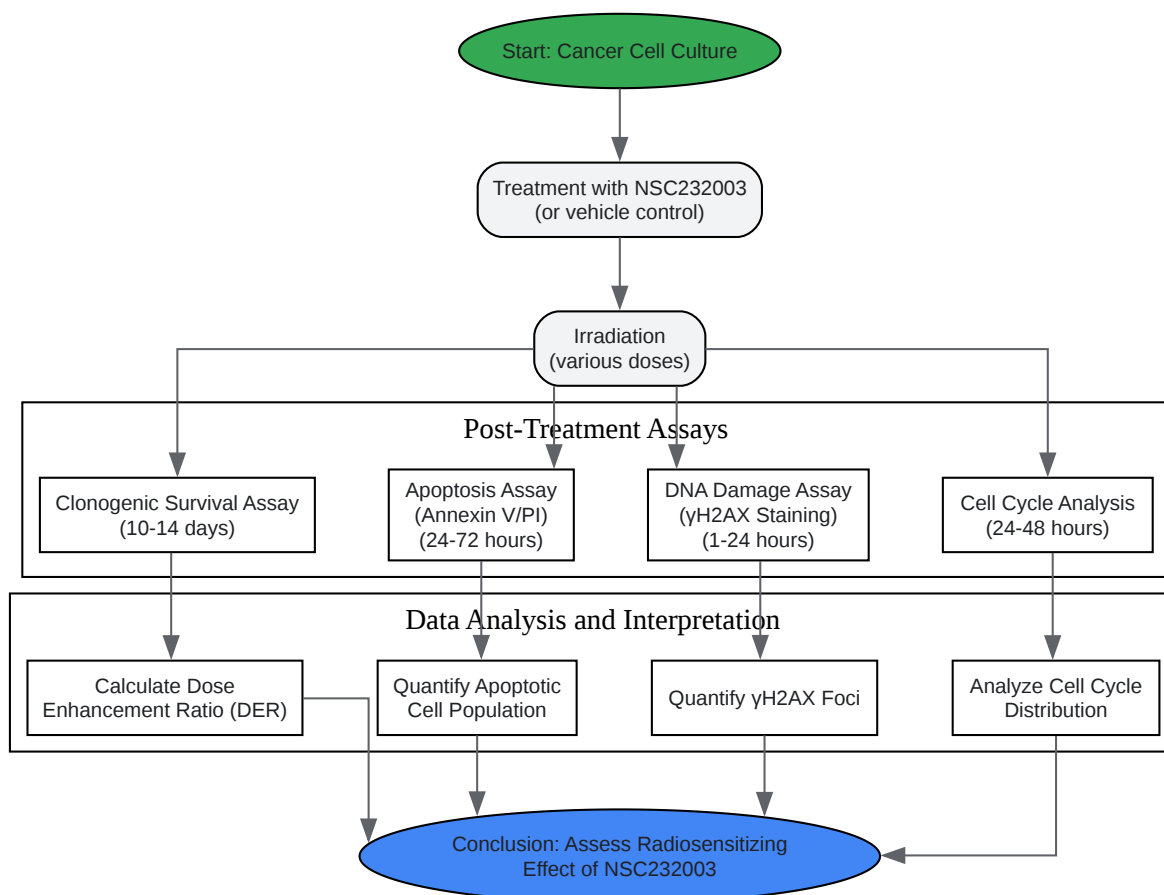 Start: Cancer Cell Culture
Treatment with NSC232003
(or vehicle control)
Irradiation
(various doses)
Post-Treatment Assays
Clonogenic Survival Assay
(10-14 days)
Apoptosis Assay
(Annexin V/PI)
(24-72 hours)
DNA Damage Assay
(γH2AX Staining)
(1-24 hours)
Cell Cycle Analysis
(24-48 hours)
Data Analysis and Interpretation
Calculate Dose
Enhancement Ratio (DER)
Quantify Apoptotic
Cell Population
Quantify γH2AX Foci
Analyze Cell Cycle
Distribution
Conclusion: Assess Radiosensitizing
Effect of NSC232003